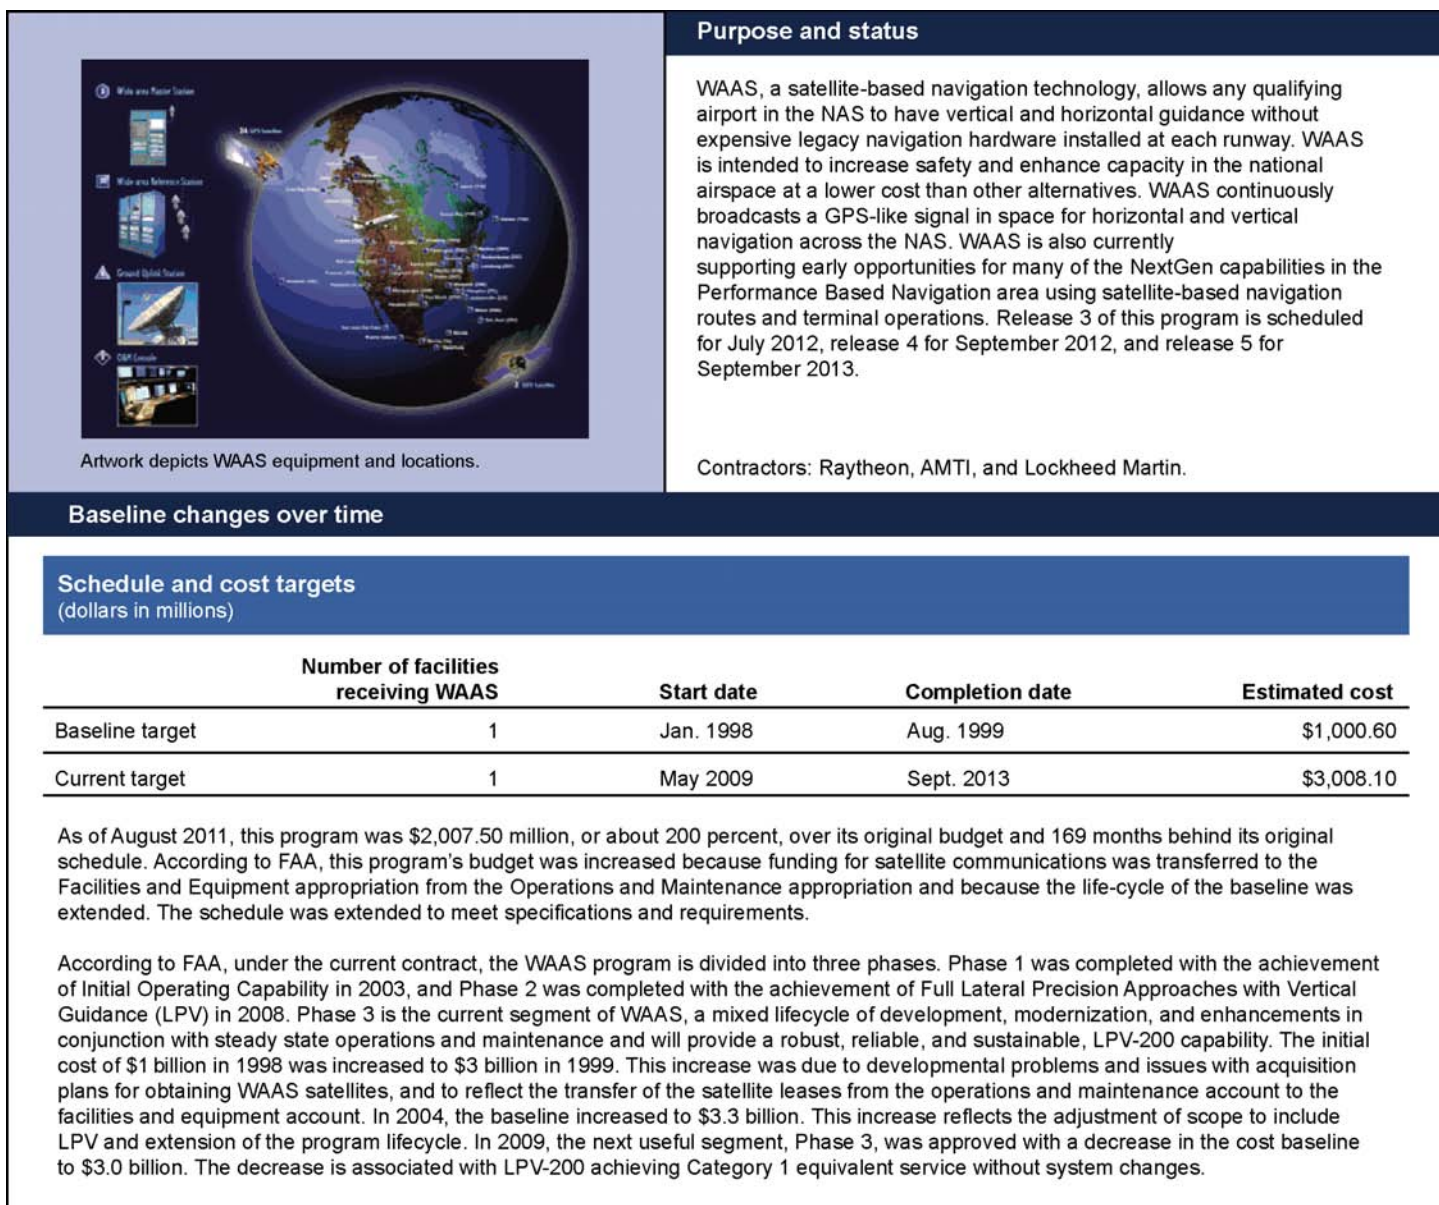 Purpose and status
WAAS, a satellite-based navigation technology, allows any qualifying
airport in the NAS to have vertical and horizontal guidance without
expensive legacy navigation hardware installed at each runway. WAAS
is intended to increase safety and enhance capacity in the national
airspace at a lower cost than other alternatives. WAAS continuously
broadcasts a GPS-like signal in space for horizontal and vertical
navigation across the NAS. WAAS is also currently
supporting early opportunities for many of the NextGen capabilities in the
Performance Based Navigation area using satellite-based navigation
routes and terminal operations. Release 3 of this program is scheduled
for July 2012, release 4 for September 2012, and release 5 for
September 2013.
Contractors: Raytheon, AMTI, and Lockheed Martin.
Wide area Master Station
Wide-area Reference Station
Ground Uplink Station
O&M Console
Artwork depicts WAAS equipment and locations.
Baseline changes over time
Schedule and cost targets
(dollars in millions)
Number of facilities
receiving WAAS Start date Completion date Estimated cost
Baseline target 1 Jan. 1998 Aug. 1999 $1,000.60
Current target 1 May 2009 Sept. 2013 $3,008.10
As of August 2011, this program was $2,007.50 million, or about 200 percent, over its original budget and 169 months behind its original
schedule. According to FAA, this program's budget was increased because funding for satellite communications was transferred to the
Facilities and Equipment appropriation from the Operations and Maintenance appropriation and because the life-cycle of the baseline was
extended. The schedule was extended to meet specifications and requirements.
According to FAA, under the current contract, the WAAS program is divided into three phases. Phase 1 was completed with the achievement
of Initial Operating Capability in 2003, and Phase 2 was completed with the achievement of Full Lateral Precision Approaches with Vertical
Guidance (LPV) in 2008. Phase 3 is the current segment of WAAS, a mixed lifecycle of development, modernization, and enhancements in
conjunction with steady state operations and maintenance and will provide a robust, reliable, and sustainable, LPV-200 capability. The initial
cost of $1 billion in 1998 was increased to $3 billion in 1999. This increase was due to developmental problems and issues with acquisition
plans for obtaining WAAS satellites, and to reflect the transfer of the satellite leases from the operations and maintenance account to the
facilities and equipment account. In 2004, the baseline increased to $3.3 billion. This increase reflects the adjustment of scope to include
LPV and extension of the program lifecycle. In 2009, the next useful segment, Phase 3, was approved with a decrease in the cost baseline
to $3.0 billion. The decrease is associated with LPV-200 achieving Category 1 equivalent service without system changes.